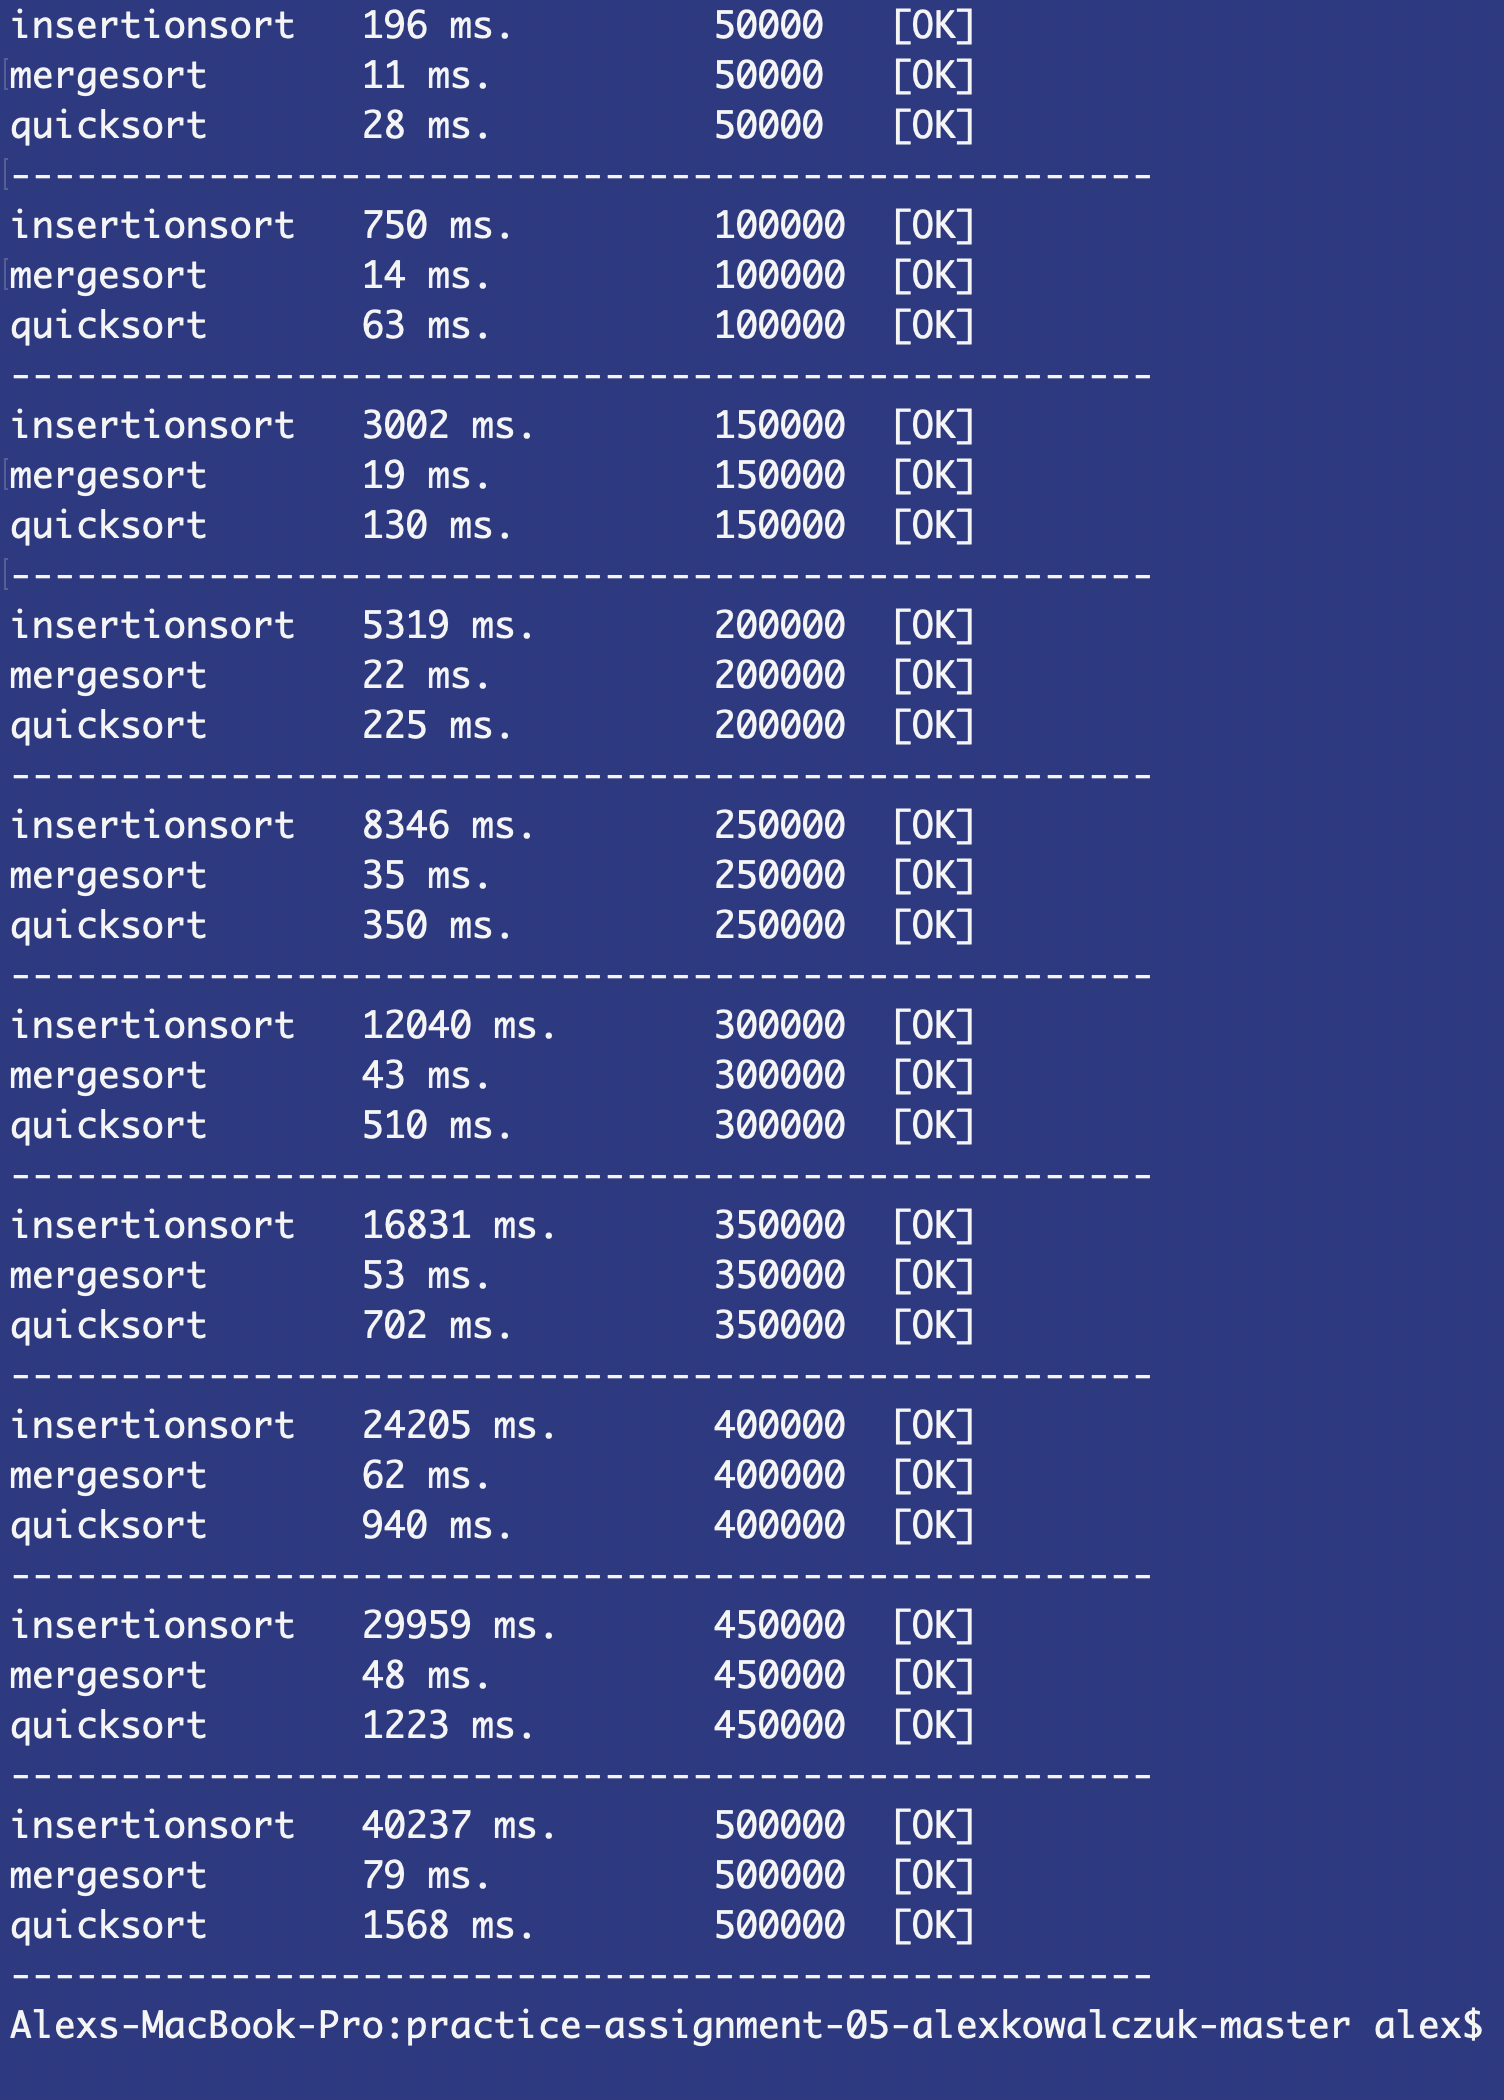 insertionsort   196 ms.         50000   [OK]
mergesort       11 ms.          50000   [OK]
quicksort       28 ms.          50000   [OK]
----------------------------------------------------
insertionsort   750 ms.         100000  [OK]
mergesort       14 ms.          100000  [OK]
quicksort       63 ms.          100000  [OK]
----------------------------------------------------
insertionsort   3002 ms.        150000  [OK]
mergesort       19 ms.          150000  [OK]
quicksort       130 ms.         150000  [OK]
----------------------------------------------------
insertionsort   5319 ms.        200000  [OK]
mergesort       22 ms.          200000  [OK]
quicksort       225 ms.         200000  [OK]
----------------------------------------------------
insertionsort   8346 ms.        250000  [OK]
mergesort       35 ms.          250000  [OK]
quicksort       350 ms.         250000  [OK]
----------------------------------------------------
insertionsort   12040 ms.       300000  [OK]
mergesort       43 ms.          300000  [OK]
quicksort       510 ms.         300000  [OK]
----------------------------------------------------
insertionsort   16831 ms.       350000  [OK]
mergesort       53 ms.          350000  [OK]
quicksort       702 ms.         350000  [OK]
----------------------------------------------------
insertionsort   24205 ms.       400000  [OK]
mergesort       62 ms.          400000  [OK]
quicksort       940 ms.         400000  [OK]
----------------------------------------------------
insertionsort   29959 ms.       450000  [OK]
mergesort       48 ms.          450000  [OK]
quicksort       1223 ms.        450000  [OK]
----------------------------------------------------
insertionsort   40237 ms.       500000  [OK]
mergesort       79 ms.          500000  [OK]
quicksort       1568 ms.        500000  [OK]
----------------------------------------------------
Alexs-MacBook-Pro:practice-assignment-05-alexkowalczuk-master alex$